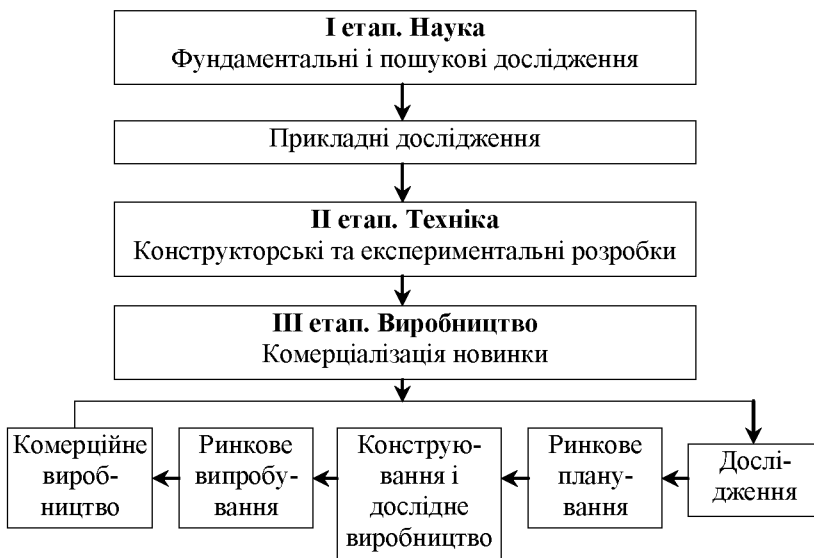 I етап. Наука
Фундаментальні і пошукові дослідження
Прикладні дослідження
II етап. Техніка
Конструкторські та експериментальні розробки
III етап. Виробництво
Комерціалізація новинки
Комерційне
вироб-
ництво
Ринкове
випробу-
вання
Конструю-
вання і
дослідне
виробництво
Ринкове
плану-
вання
Дослі-
дження